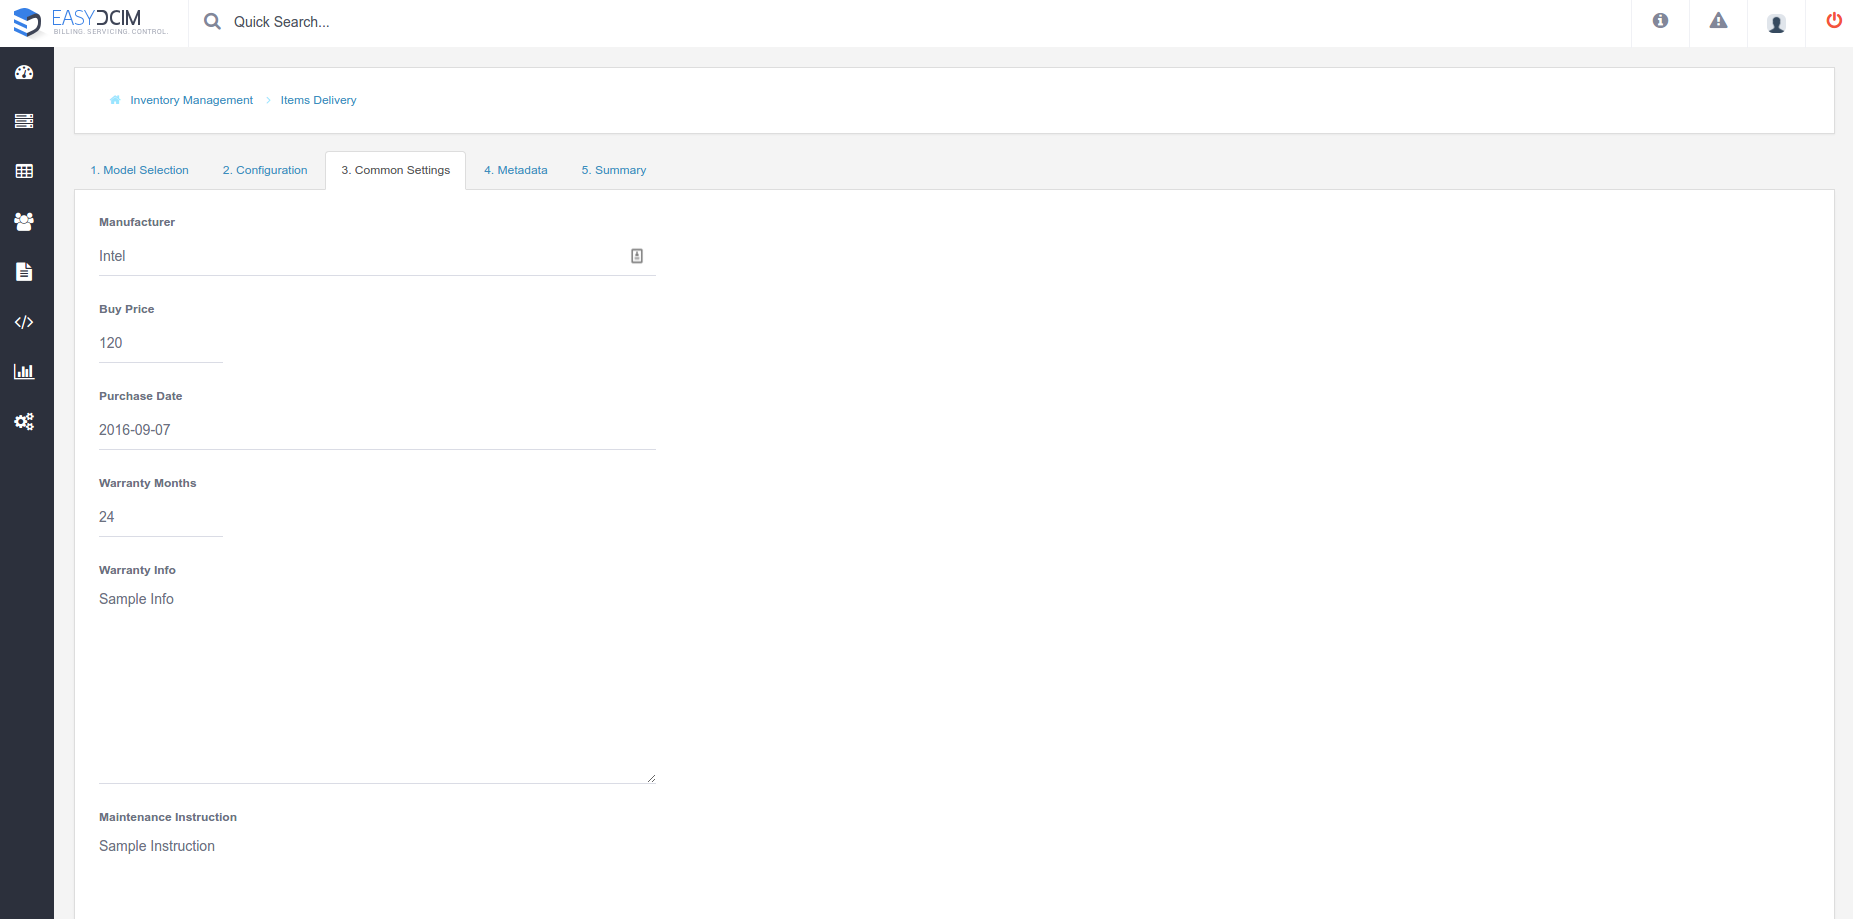 EASYDCIM
BILLING. SERVICING. CONTROL.
Quick Search...
Inventory Management
Items Delivery
1. Model Selection
2. Configuration
3. Common Settings
4. Metadata
5. Summary
Manufacturer
Intel
Buy Price
120
Purchase Date
2016-09-07
Warranty Months
24
Warranty Info
Sample Info
Maintenance Instruction
Sample Instruction